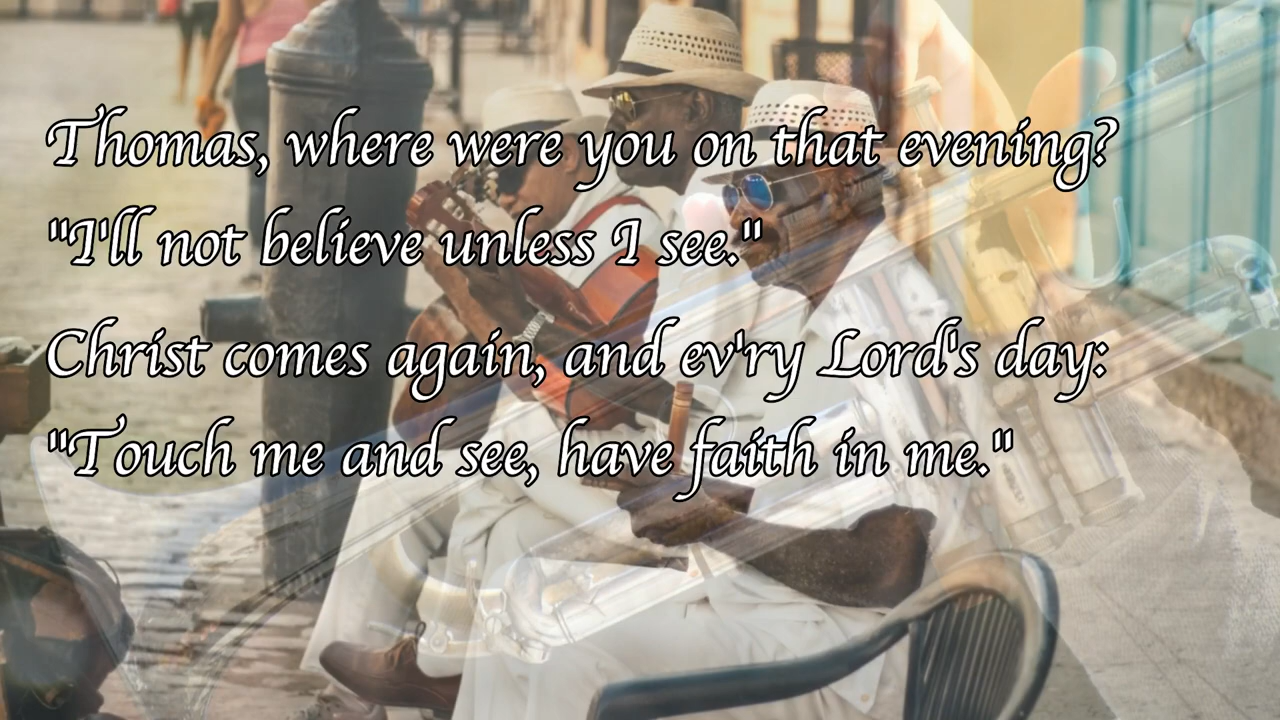 Thomas, where were you on that evening?
"I'll not believe unless I see."
Christ comes again, and ev'ry Lord's day:
"Touch me and see, have faith in me."